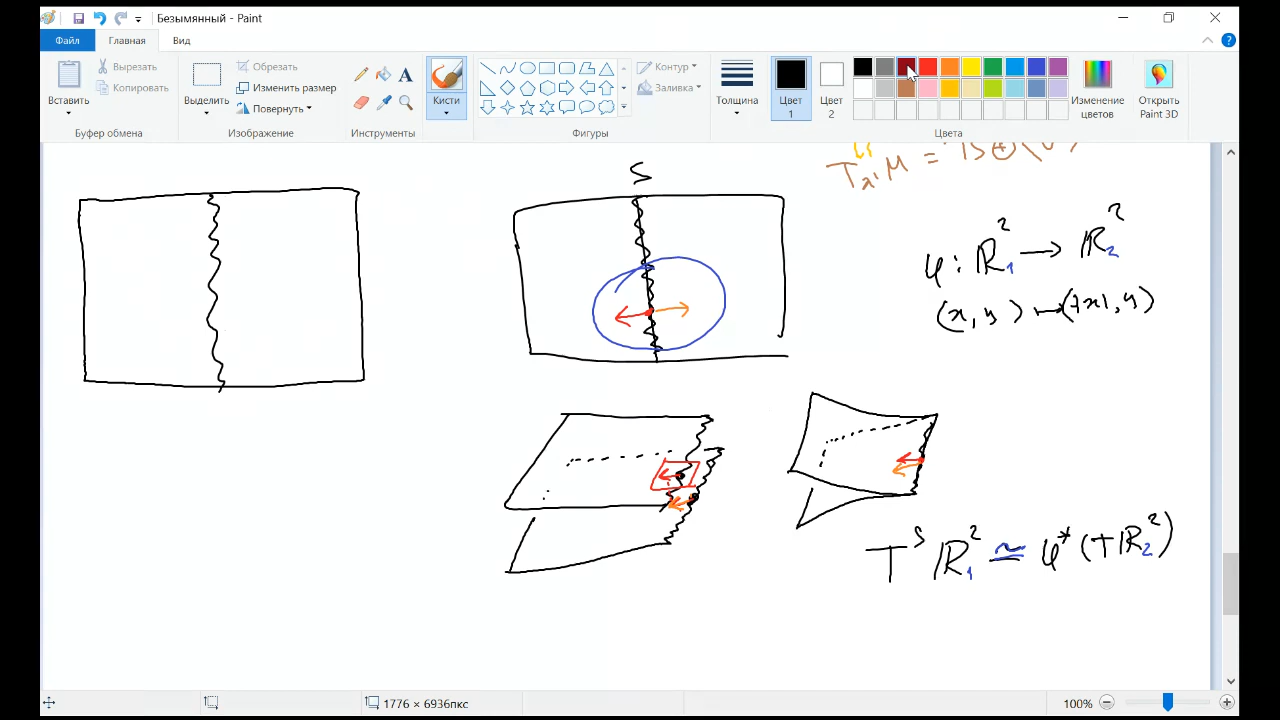 Безымянный - Paint
Файл Главная Вид
Вставить
Вырезать
Копировать
Буфер обмена
Выделить
Обрезать
Изменить размер
Повернуть
Изображение
Инструменты
Кисти
Контур
Заливка
Фигуры
Толщина
Цвет 1
Цвет 2
Изменение цветов
Открыть Paint 3D
Цвета
S
φ : ℝ²₁ → ℝ²₂
(x, y) ↦ (|x|, y)
Tˢ ℝ²₁ ≃ φ*(Tℝ²₂)
1776 × 6936пкс
100%